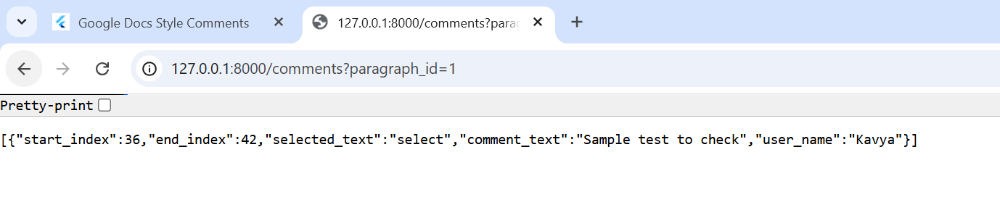 Google Docs Style Comments
127.0.0.1:8000/comments?para
127.0.0.1:8000/comments?paragraph_id=1
Pretty-print
[{"start_index":36,"end_index":42,"selected_text":"select","comment_text":"Sample test to check","user_name":"Kavya"}]